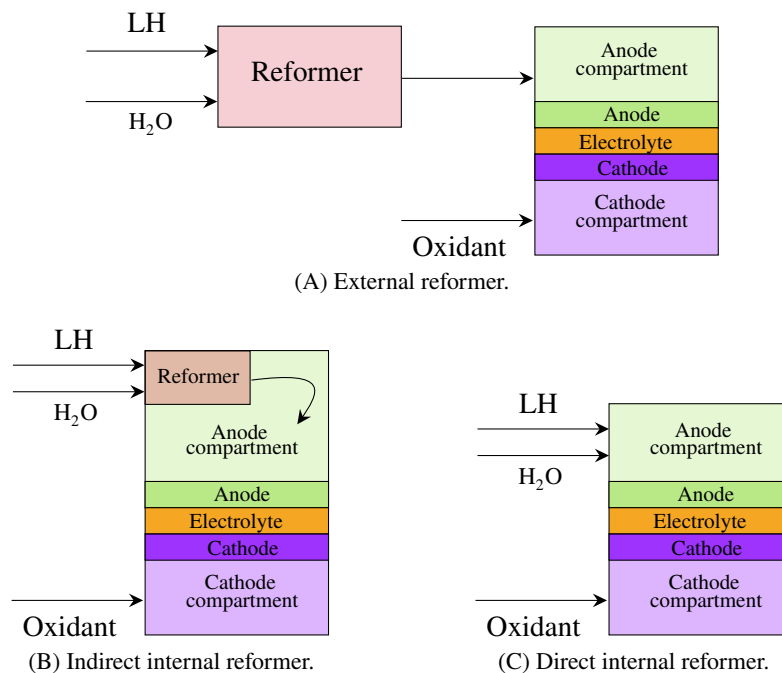 LH
H₂O
Reformer
Anode
compartment
Anode
Electrolyte
Cathode
Cathode
compartment
Oxidant
(A) External reformer.
LH
H₂O
Reformer
Anode
compartment
Anode
Electrolyte
Cathode
Cathode
compartment
Oxidant
(B) Indirect internal reformer.
LH
H₂O
Anode
compartment
Anode
Electrolyte
Cathode
Cathode
compartment
Oxidant
(C) Direct internal reformer.